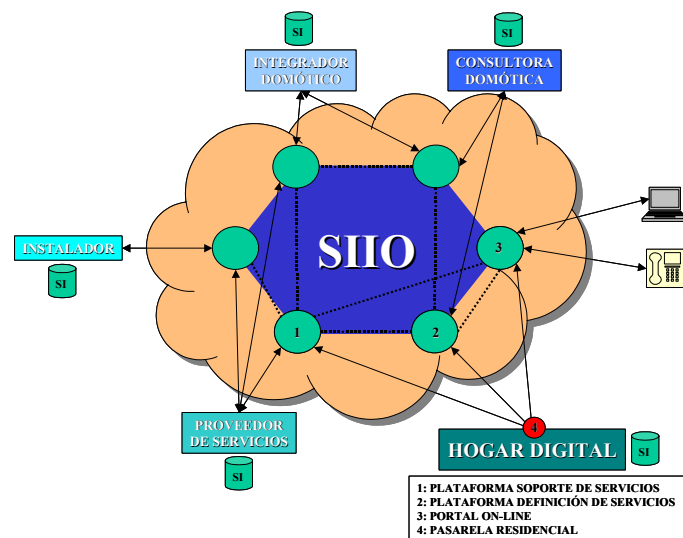 SI
SI
INTEGRADOR
DOMÓTICO
CONSULTORA
DOMÓTICA
INSTALADOR
SI
SIIO
3
1
2
PROVEEDOR
DE SERVICIOS
SI
4
HOGAR DIGITAL
SI
1: PLATAFORMA SOPORTE DE SERVICIOS
2: PLATAFORMA DEFINICIÓN DE SERVICIOS
3: PORTAL ON-LINE
4: PASARELA RESIDENCIAL